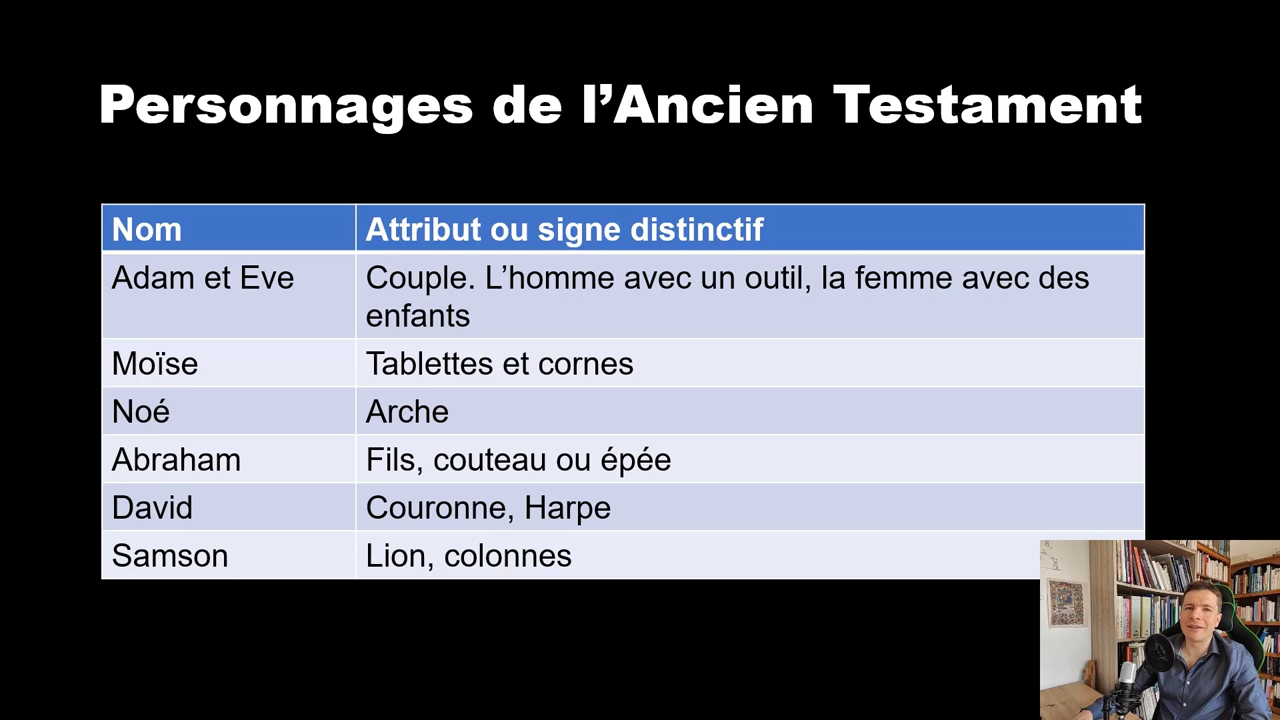 Personnages de l’Ancien Testament
Nom
Attribut ou signe distinctif
Adam et Eve
Couple. L’homme avec un outil, la femme avec des
enfants
Moïse
Tablettes et cornes
Noé
Arche
Abraham
Fils, couteau ou épée
David
Couronne, Harpe
Samson
Lion, colonnes